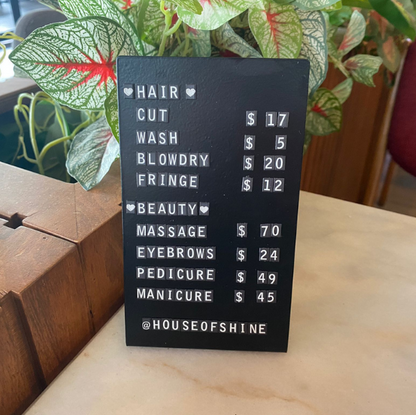 🤍HAIR🤍
CUT $ 17
WASH $ 5
BLOWDRY $ 20
FRINGE $ 12
🤍BEAUTY🤍
MASSAGE $ 70
EYEBROWS $ 24
PEDICURE $ 49
MANICURE $ 45
@HOUSEOFSHINE